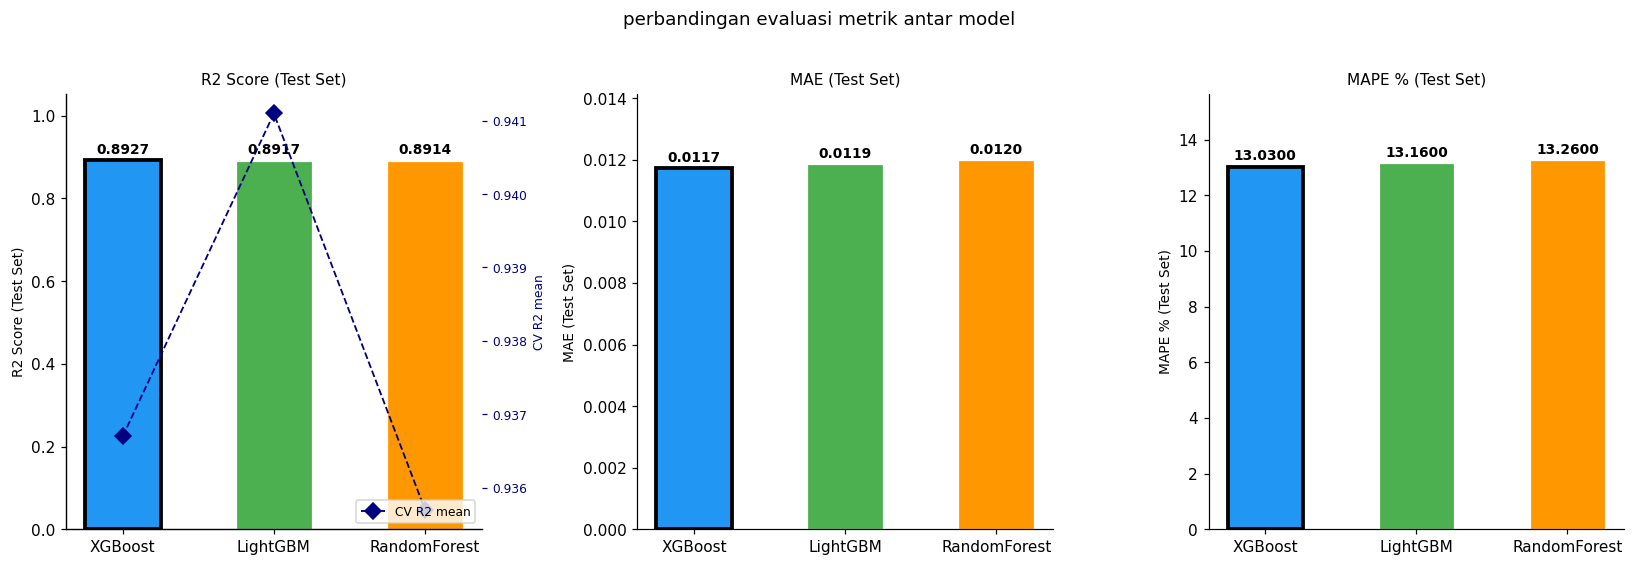 perbandingan evaluasi metrik antar model
R2 Score (Test Set)
R2 Score (Test Set)
1.0
0.8
0.6
0.4
0.2
0.0
0.8927
0.8917
0.8914
XGBoost
LightGBM
RandomForest
0.941
0.940
0.939
0.938
0.937
0.936
CV R2 mean
CV R2 mean
MAE (Test Set)
MAE (Test Set)
0.014
0.012
0.010
0.008
0.006
0.004
0.002
0.000
0.0117
0.0119
0.0120
XGBoost
LightGBM
RandomForest
MAPE % (Test Set)
MAPE % (Test Set)
14
12
10
8
6
4
2
0
13.0300
13.1600
13.2600
XGBoost
LightGBM
RandomForest